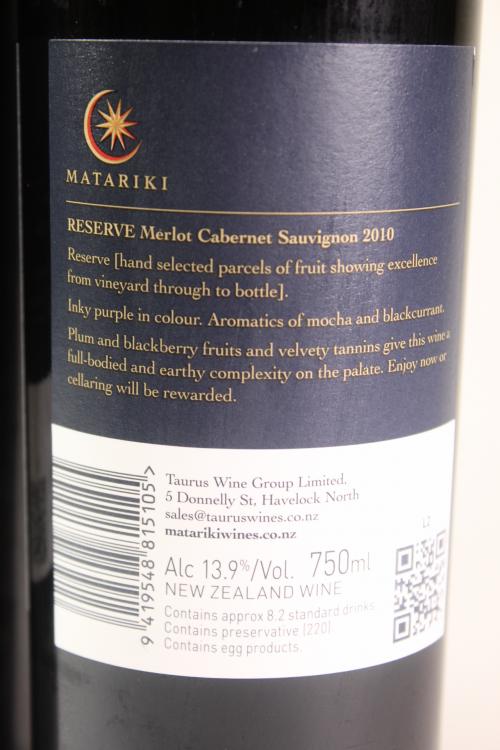 MATARIKI
RESERVE Merlot Cabernet Sauvignon 2010
Reserve [hand selected parcels of fruit showing excellence
from vineyard through to bottle].
Inky purple in colour. Aromatics of mocha and blackcurrant.
Plum and blackberry fruits and velvety tannins give this wine a
full-bodied and earthy complexity on the palate. Enjoy now or
cellaring will be rewarded.
Taurus Wine Group Limited,
5 Donnelly St, Havelock North
sales@tauruswines.co.nz
matarikiwines.co.nz
L2
Alc 13.9%/Vol. 750ml
NEW ZEALAND WINE
Contains approx 8.2 standard drinks.
Contains preservative (220).
Contains egg products.
9 419548 815105 >